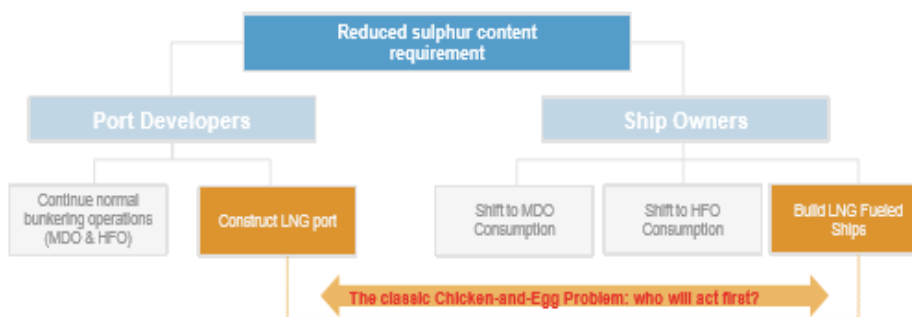 Reduced sulphur content
requirement
Port Developers
Ship Owners
Continue normal
bunkering operations
(MDO & HFO)
Construct LNG port
Shift to MDO
Consumption
Shift to HFO
Consumption
Build LNG Fueled
Ships
The classic Chicken-and-Egg Problem: who will act first?